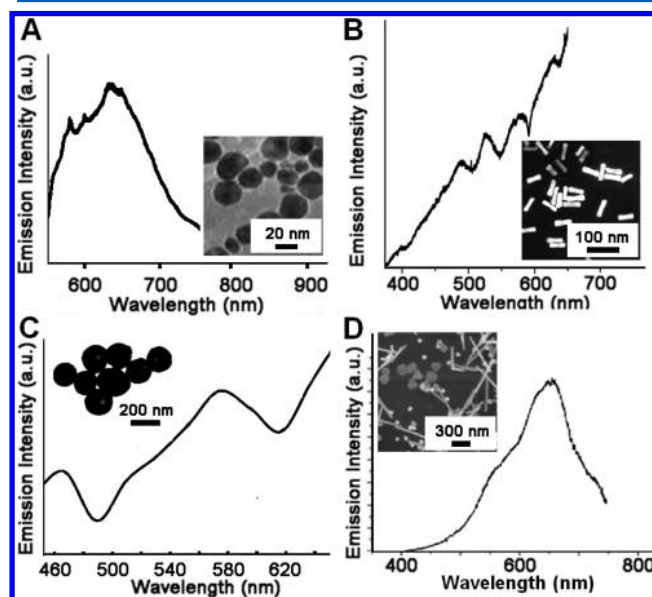 A
Emission Intensity (a.u.)
20 nm
600 700 800 900
Wavelength (nm)
B
Emission Intensity (a.u.)
100 nm
400 500 600 700
Wavelength (nm)
C
Emission Intensity (a.u.)
200 nm
460 500 540 580 620
Wavelength (nm)
D
Emission Intensity (a.u.)
300 nm
400 600 800
Wavelength (nm)